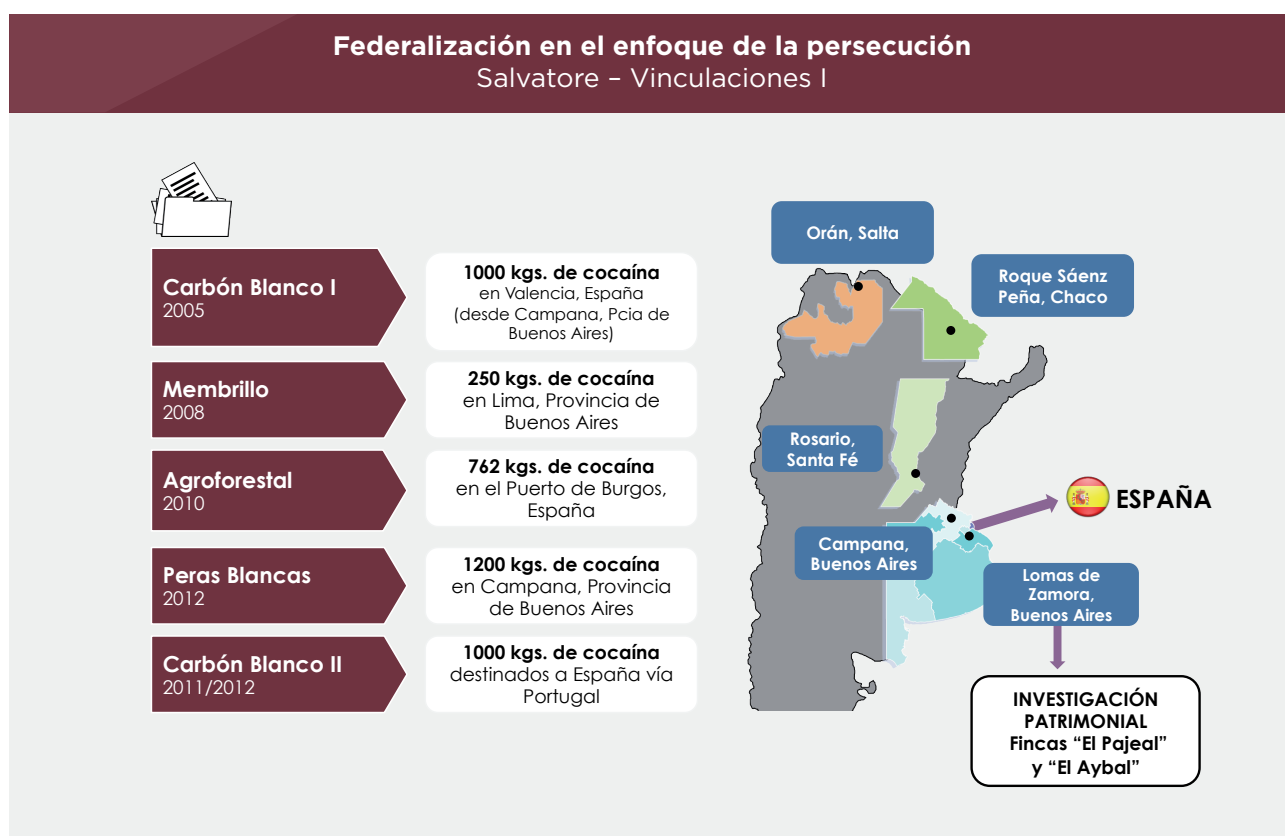 Federalización en el enfoque de la persecución
Salvatore – Vinculaciones I
Carbón Blanco I
2005
1000 kgs. de cocaína
en Valencia, España
(desde Campana, Pcia de
Buenos Aires)
Membrillo
2008
250 kgs. de cocaína
en Lima, Provincia de
Buenos Aires
Agroforestal
2010
762 kgs. de cocaína
en el Puerto de Burgos,
España
Peras Blancas
2012
1200 kgs. de cocaína
en Campana, Provincia
de Buenos Aires
Carbón Blanco II
2011/2012
1000 kgs. de cocaína
destinados a España vía
Portugal
Orán, Salta
Roque Sáenz
Peña, Chaco
Rosario,
Santa Fé
ESPAÑA
Campana,
Buenos Aires
Lomas de
Zamora,
Buenos Aires
INVESTIGACIÓN
PATRIMONIAL
Fincas “El Pajeal”
y “El Aybal”